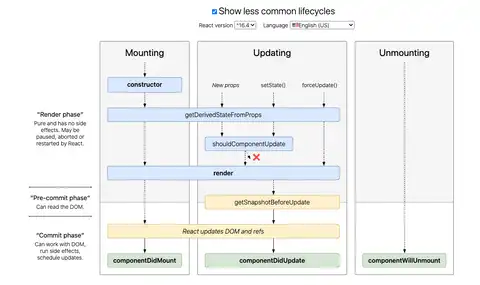 Show less common lifecycles
React version ^16.4 Language English (US)
Mounting
Updating
Unmounting
constructor
New props
setState()
forceUpdate()
"Render phase"
Pure and has no side
effects. May be
paused, aborted or
restarted by React.
getDerivedStateFromProps
shouldComponentUpdate
render
"Pre-commit phase"
Can read the DOM.
getSnapshotBeforeUpdate
"Commit phase"
Can work with DOM,
run side effects,
schedule updates.
React updates DOM and refs
componentDidMount
componentDidUpdate
componentWillUnmount